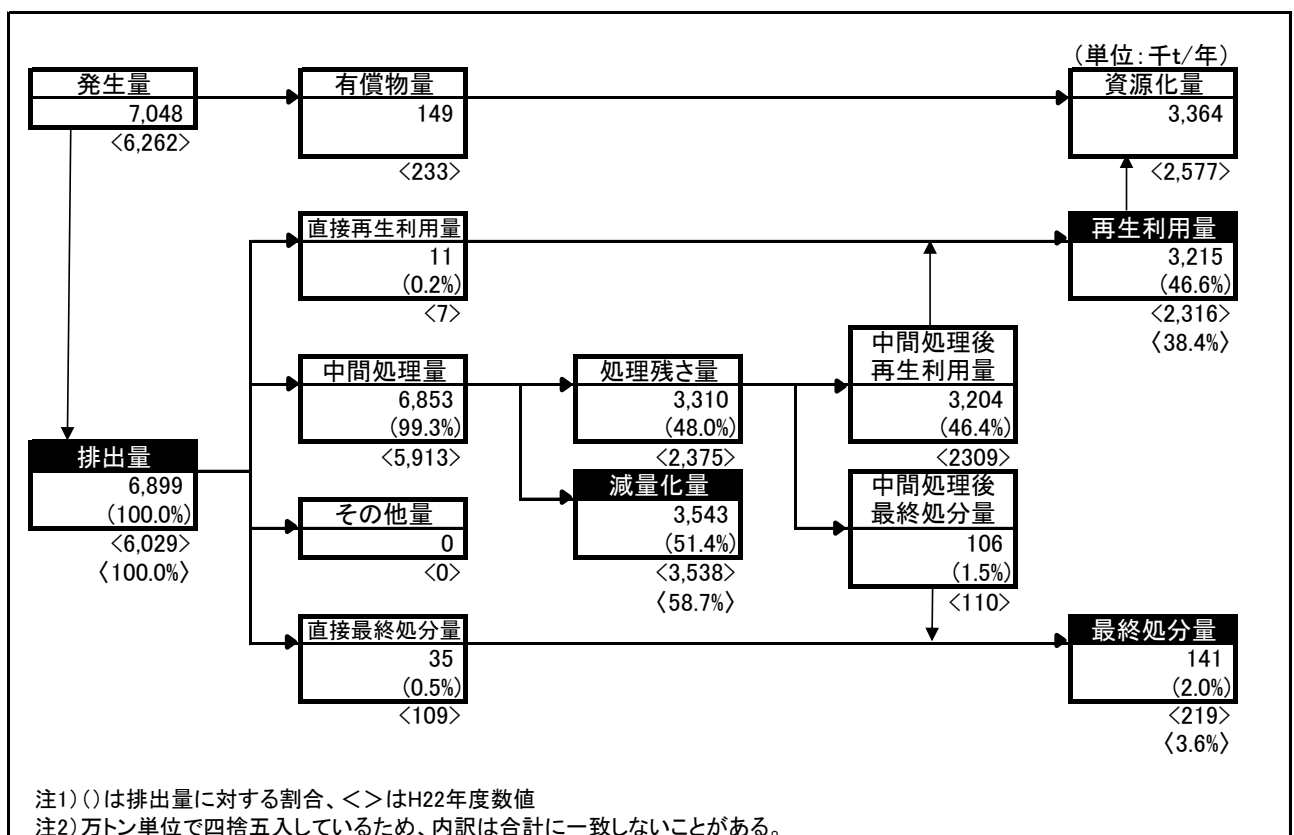 (単位：千t/年)
発生量
7,048
<6,262>
有償物量
149
<233>
資源化量
3,364
<2,577>
直接再生利用量
11
(0.2%)
<7>
再生利用量
3,215
(46.6%)
<2,316>
〈38.4%〉
中間処理量
6,853
(99.3%)
<5,913>
処理残さ量
3,310
(48.0%)
<2,375>
中間処理後
再生利用量
3,204
(46.4%)
<2309>
排出量
6,899
(100.0%)
<6,029>
〈100.0%〉
減量化量
3,543
(51.4%)
<3,538>
〈58.7%〉
中間処理後
最終処分量
106
(1.5%)
<110>
その他量
0
<0>
直接最終処分量
35
(0.5%)
<109>
最終処分量
141
(2.0%)
<219>
〈3.6%〉
注1)()は排出量に対する割合、<>はH22年度数値
注2)万トン単位で四捨五入しているため、内訳は合計に一致しないことがある。